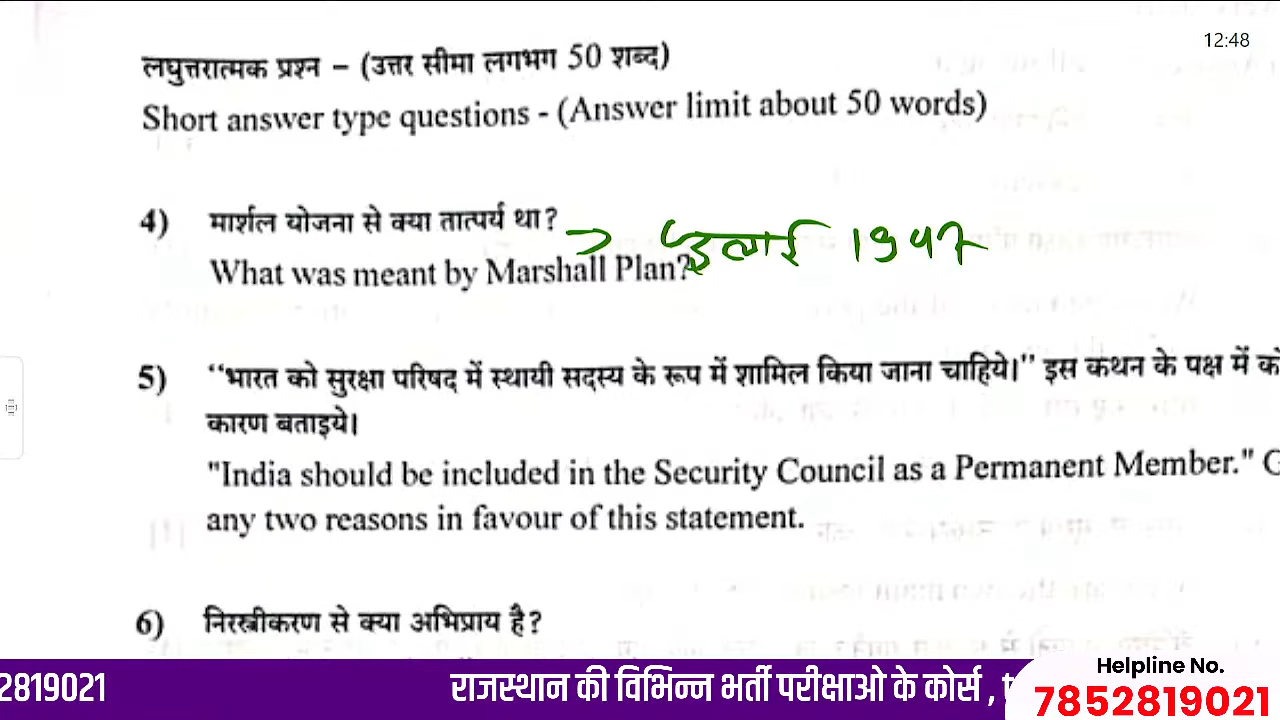 12:48
लघुत्तरात्मक प्रश्न – (उत्तर सीमा लगभग 50 शब्द)
Short answer type questions - (Answer limit about 50 words)
4) मार्शल योजना से क्या तात्पर्य था?
What was meant by Marshall Plan?
→ जुलाई 1947
5) ‘‘भारत को सुरक्षा परिषद में स्थायी सदस्य के रूप में शामिल किया जाना चाहिये।’’ इस कथन के पक्ष में को
कारण बताइये।
"India should be included in the Security Council as a Permanent Member." G
any two reasons in favour of this statement.
6) निरस्त्रीकरण से क्या अभिप्राय है?
2819021 राजस्थान की विभिन्न भर्ती परीक्षाओ के कोर्स , t
Helpline No.
7852819021